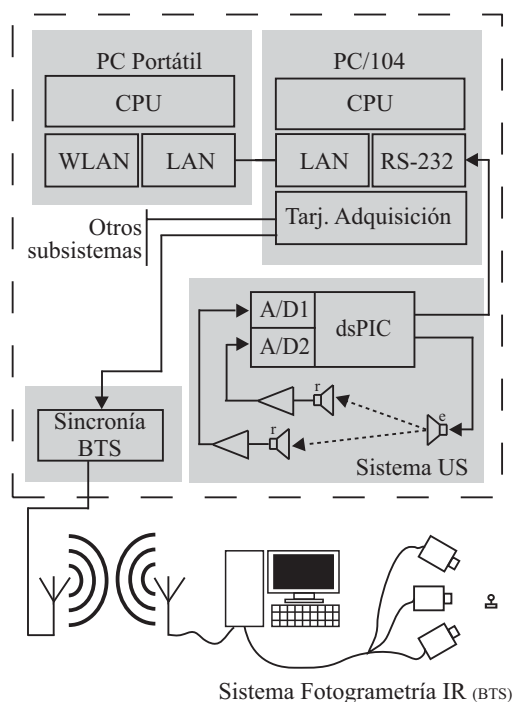 PC Portátil
CPU
WLAN
LAN
PC/104
CPU
LAN
RS-232
Tarj. Adquisición
Otros
subsistemas
A/D1
A/D2
dsPIC
r
r
e
Sistema US
Sincronía
BTS
Sistema Fotogrametría IR (BTS)